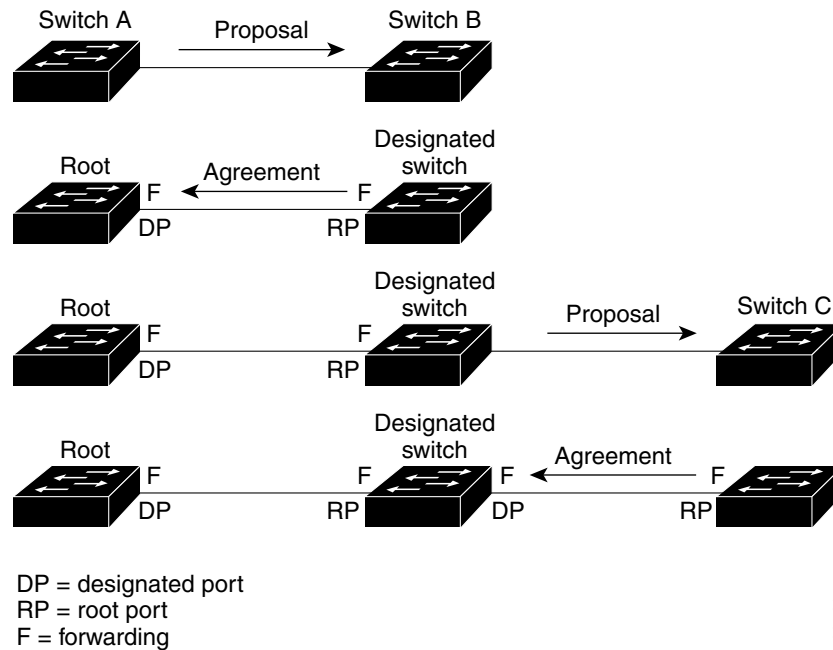 Switch A
Proposal
Switch B
Root
F
DP
Agreement
Designated
switch
F
RP
Root
F
DP
Designated
switch
F
RP
Proposal
Switch C
Root
F
DP
Designated
switch
F
RP
F
DP
Agreement
F
RP
DP = designated port
RP = root port
F = forwarding